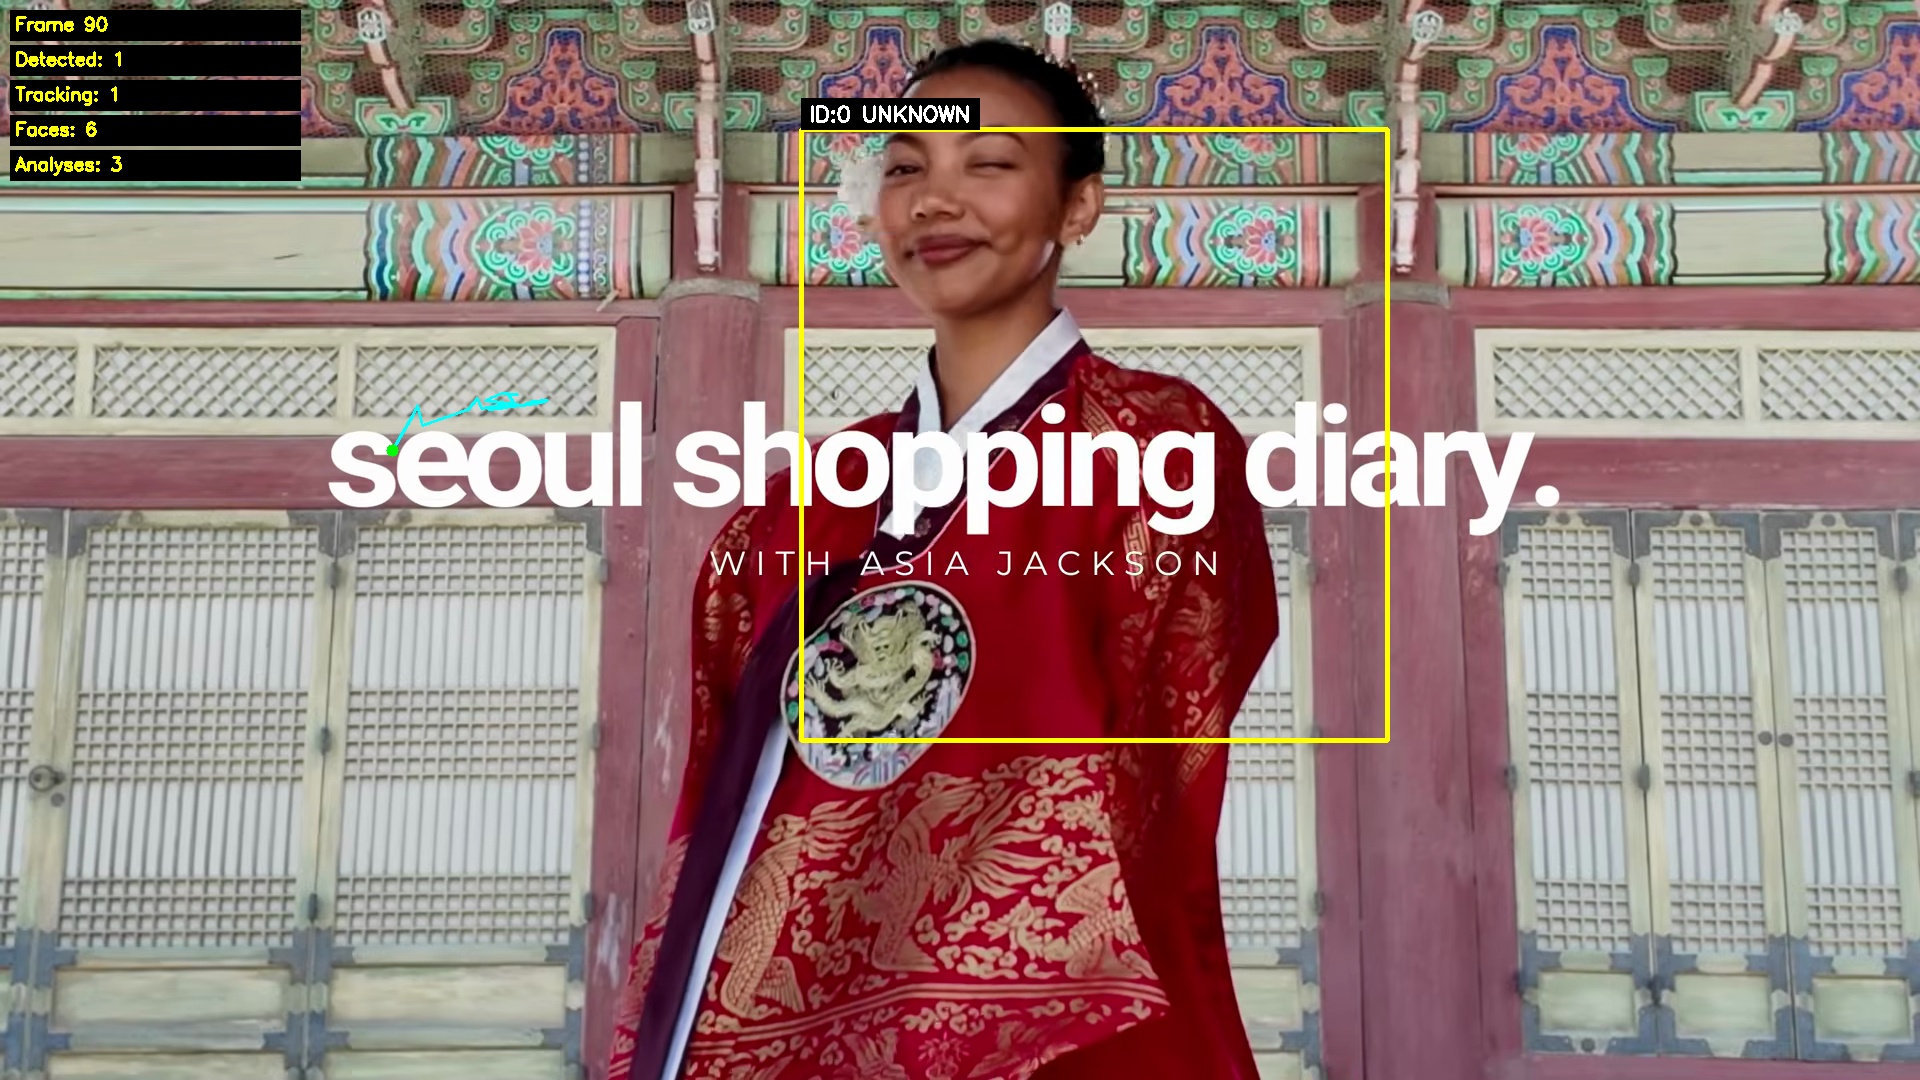 Frame 90
Detected: 1
Tracking: 1
Faces: 6
Analyses: 3
ID:0 UNKNOWN
seoul shopping diary.
WITH ASIA JACKSON